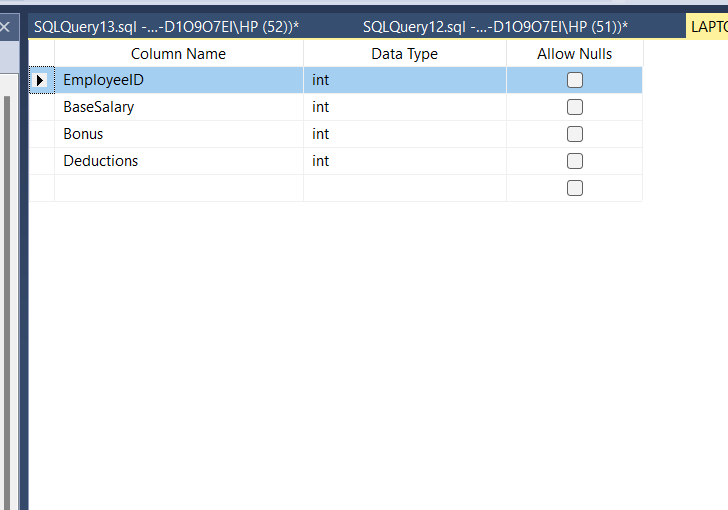 SQLQuery13.sql -...-D1O9O7EI\HP (52))* SQLQuery12.sql -...-D1O9O7EI\HP (51))* LAPTO
Column Name Data Type Allow Nulls
EmployeeID int
BaseSalary int
Bonus int
Deductions int